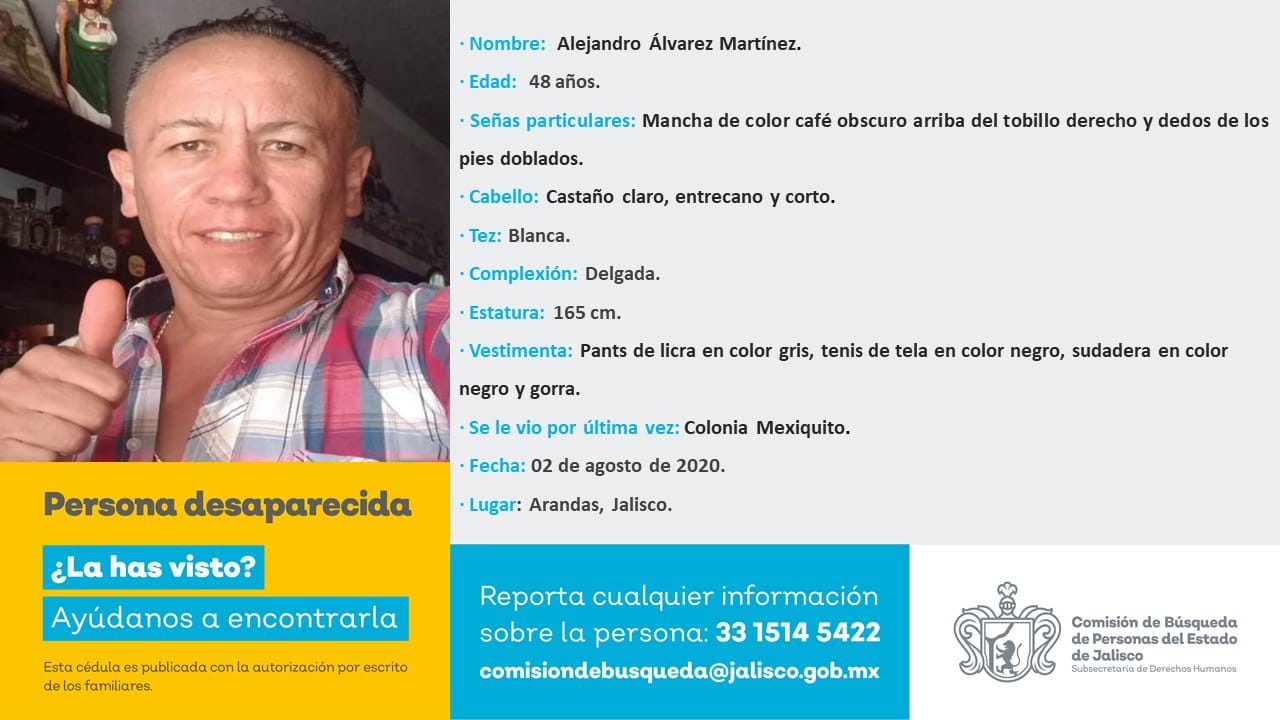 · Nombre: Alejandro Álvarez Martínez.
· Edad: 48 años.
· Señas particulares: Mancha de color café obscuro arriba del tobillo derecho y dedos de los
pies doblados.
· Cabello: Castaño claro, entrecano y corto.
· Tez: Blanca.
· Complexión: Delgada.
· Estatura: 165 cm.
· Vestimenta: Pants de licra en color gris, tenis de tela en color negro, sudadera en color
negro y gorra.
· Se le vio por última vez: Colonia Mexiquito.
· Fecha: 02 de agosto de 2020.
· Lugar: Arandas, Jalisco.
Persona desaparecida
¿La has visto?
Ayúdanos a encontrarla
Esta cédula es publicada con la autorización por escrito
de los familiares.
Reporta cualquier información
sobre la persona: 33 1514 5422
comisiondebusqueda@jalisco.gob.mx
Comisión de Búsqueda
de Personas del Estado
de Jalisco
Subsecretaría de Derechos Humanos